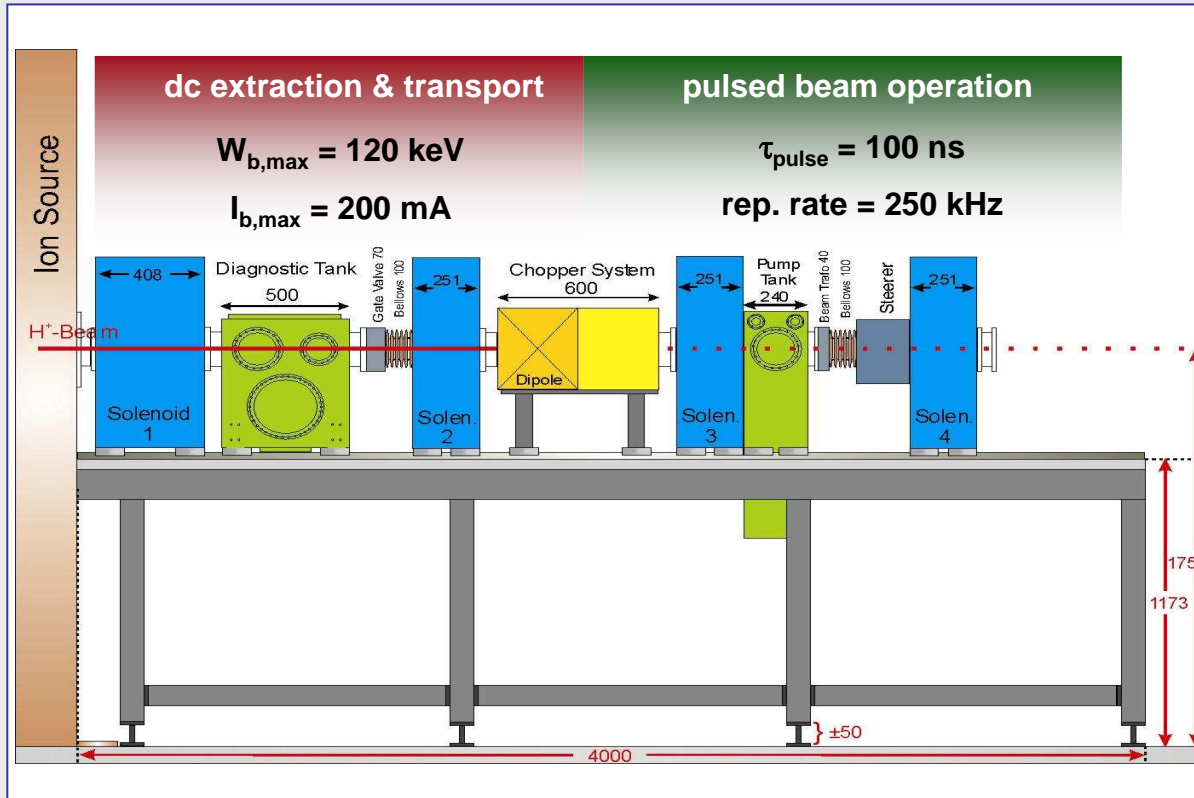 dc extraction & transport
pulsed beam operation
W_b,max = 120 keV
τ_pulse = 100 ns
I_b,max = 200 mA
rep. rate = 250 kHz
Ion Source
H⁺-Beam
408
Solenoid
1
Diagnostic Tank
500
Gate Valve 70
Bellows 100
251
Solen.
2
Chopper System
600
Dipole
251
Solen.
3
Pump
Tank
240
Beam Trafo 40
Bellows 100
Steerer
251
Solen.
4
175
1173
±50
4000